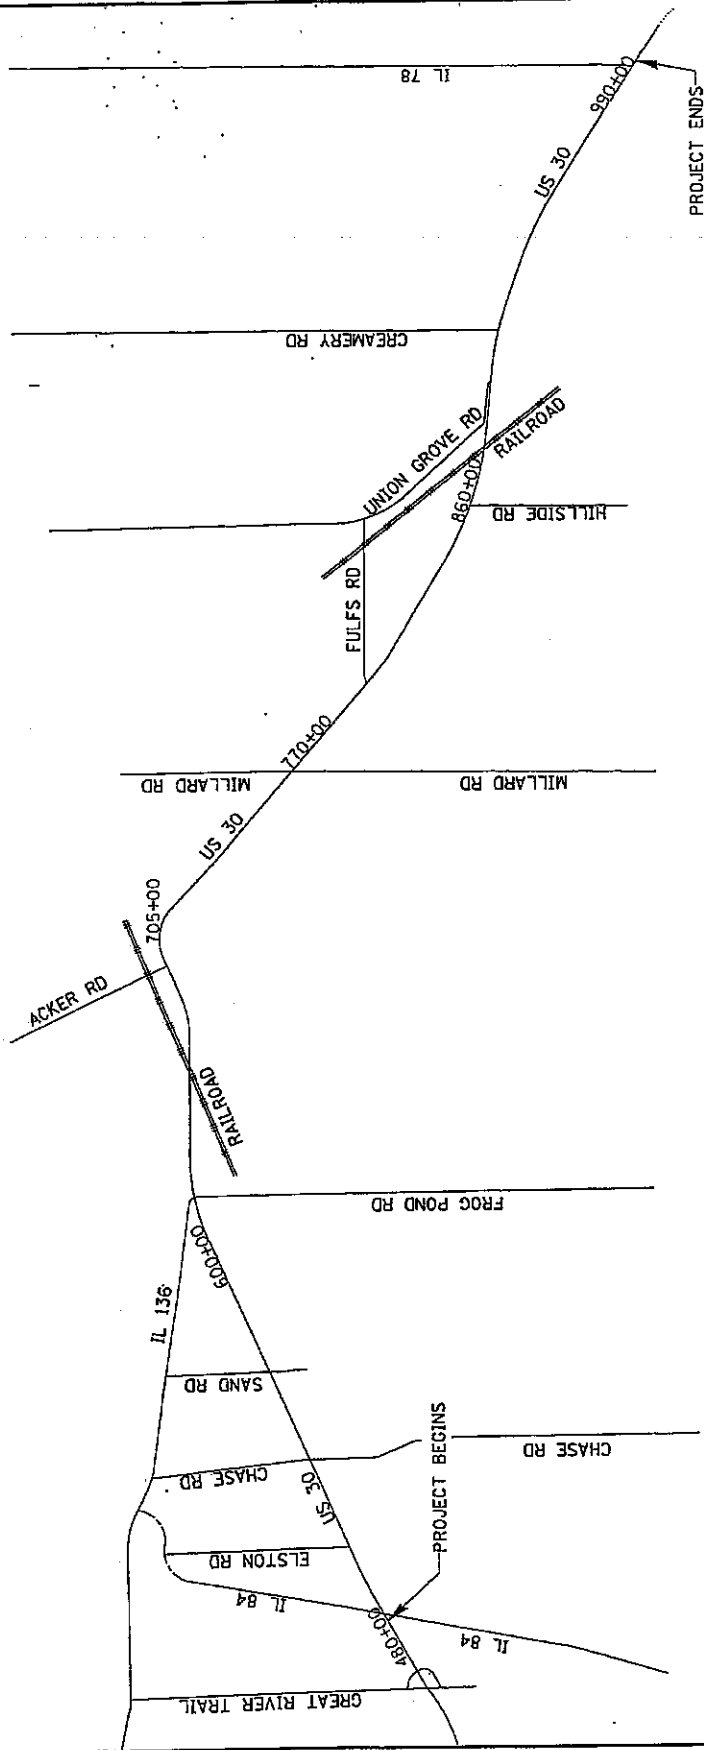 IL 78
990+00
PROJECT ENDS
US 30
CREAMERY RD
UNION GROVE RD
RAILROAD
860+00
HILLSIDE RD
FULFS RD
770+00
MILLARD RD
MILLARD RD
US 30
705+00
ACKER RD
RAILROAD
FROG POND RD
600+00
IL 136
SAND RD
PROJECT BEGINS
CHASE RD
CHASE RD
US 30
ELSTON RD
IL 84
480+00
IL 84
GREAT RIVER TRAIL